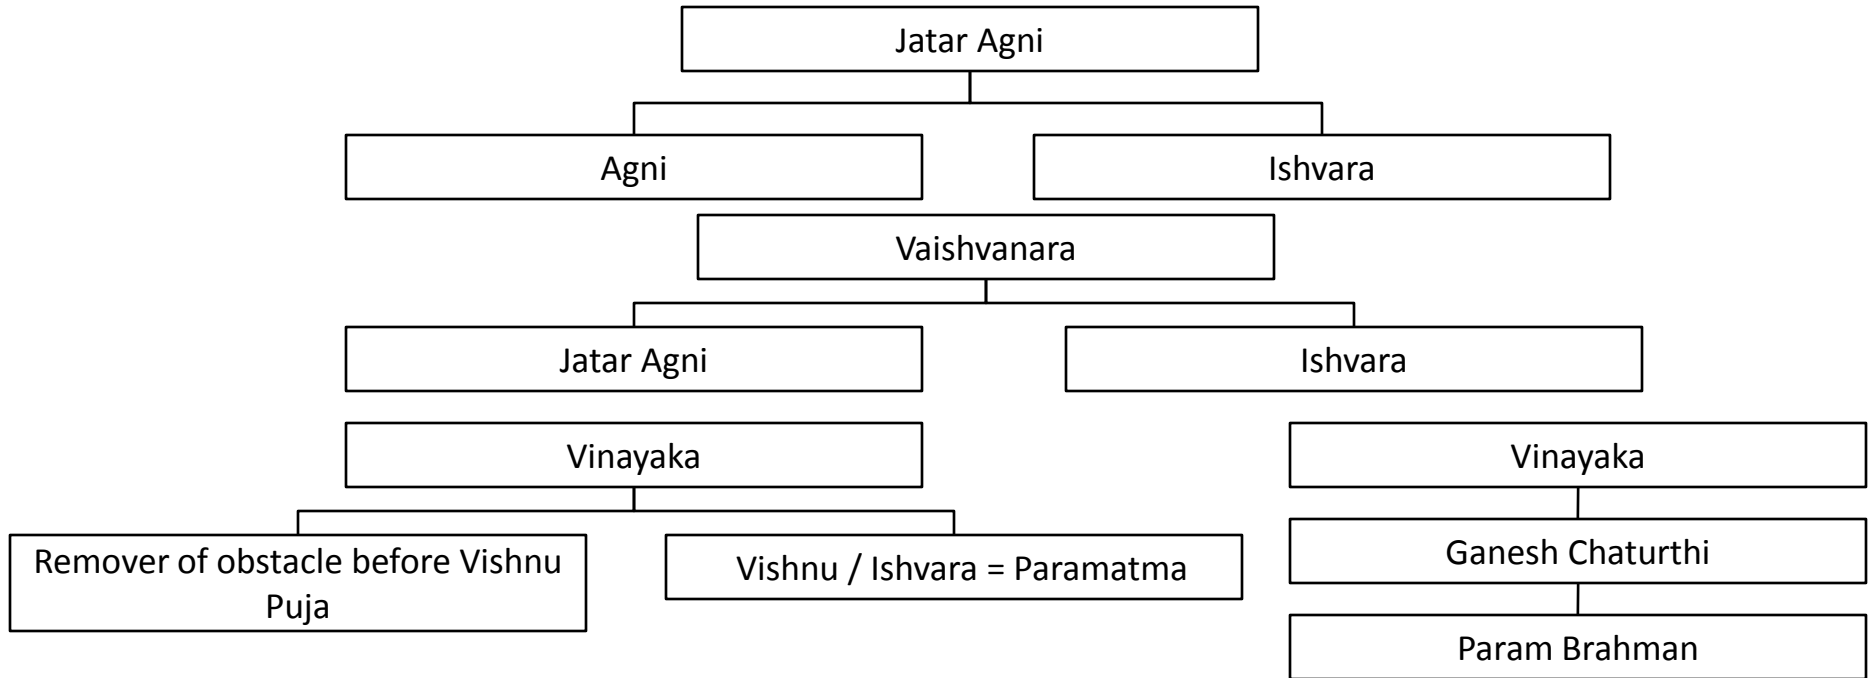 Jatar Agni
Agni
Ishvara
Vaishvanara
Jatar Agni
Ishvara
Vinayaka
Vinayaka
Remover of obstacle before Vishnu
Puja
Vishnu / Ishvara = Paramatma
Ganesh Chaturthi
Param Brahman